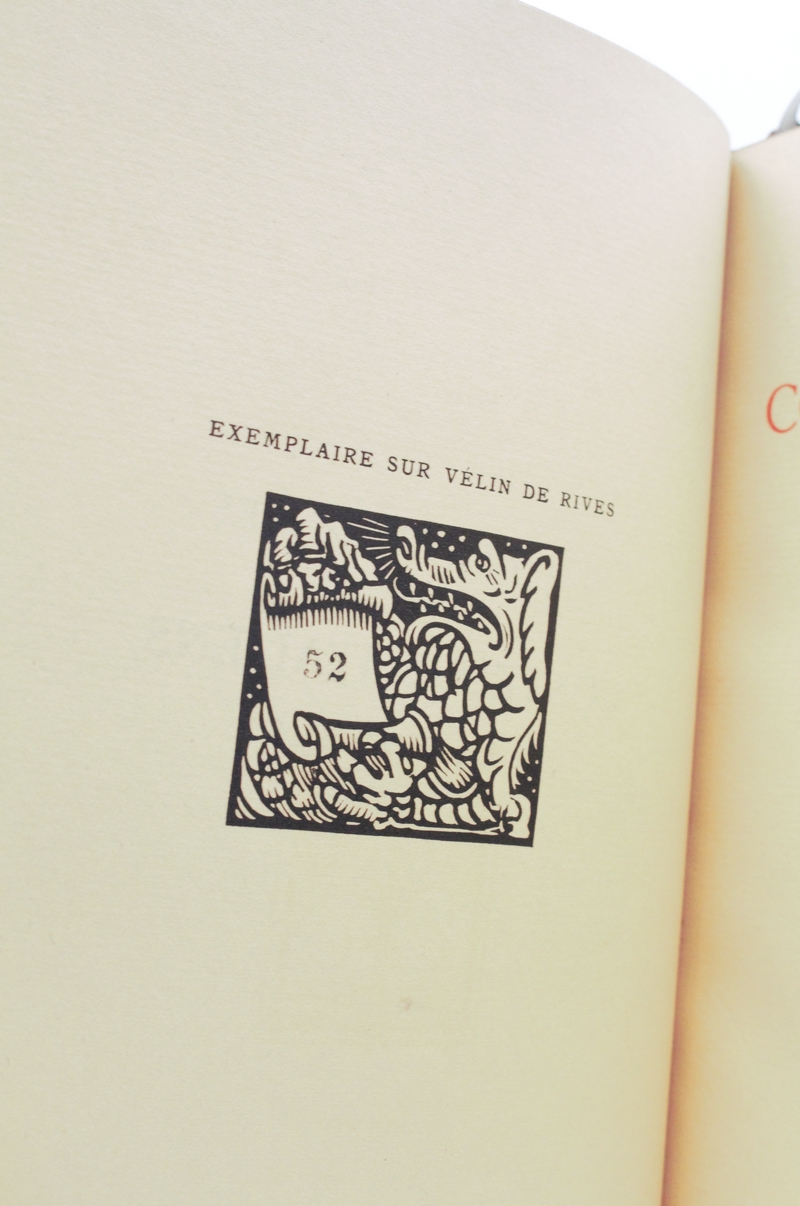 EXEMPLAIRE SUR VÉLIN DE RIVES
52